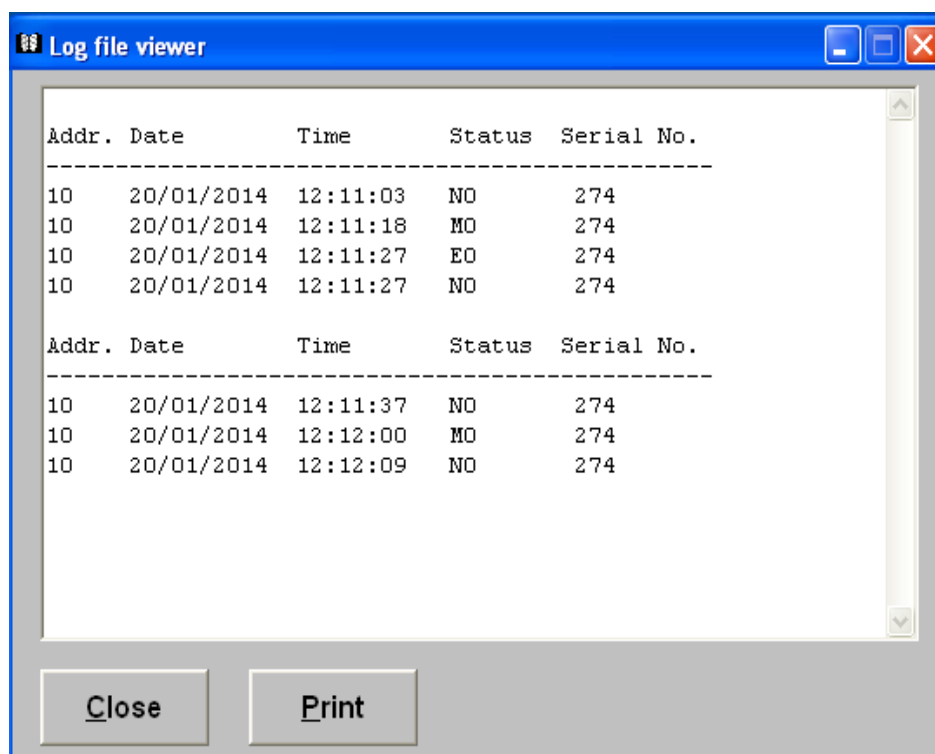 Log file viewer
Addr. Date Time Status Serial No.
-------------------------------------------------
10 20/01/2014 12:11:03 NO 274
10 20/01/2014 12:11:18 MO 274
10 20/01/2014 12:11:27 EO 274
10 20/01/2014 12:11:27 NO 274
Addr. Date Time Status Serial No.
-------------------------------------------------
10 20/01/2014 12:11:37 NO 274
10 20/01/2014 12:12:00 MO 274
10 20/01/2014 12:12:09 NO 274
Close Print